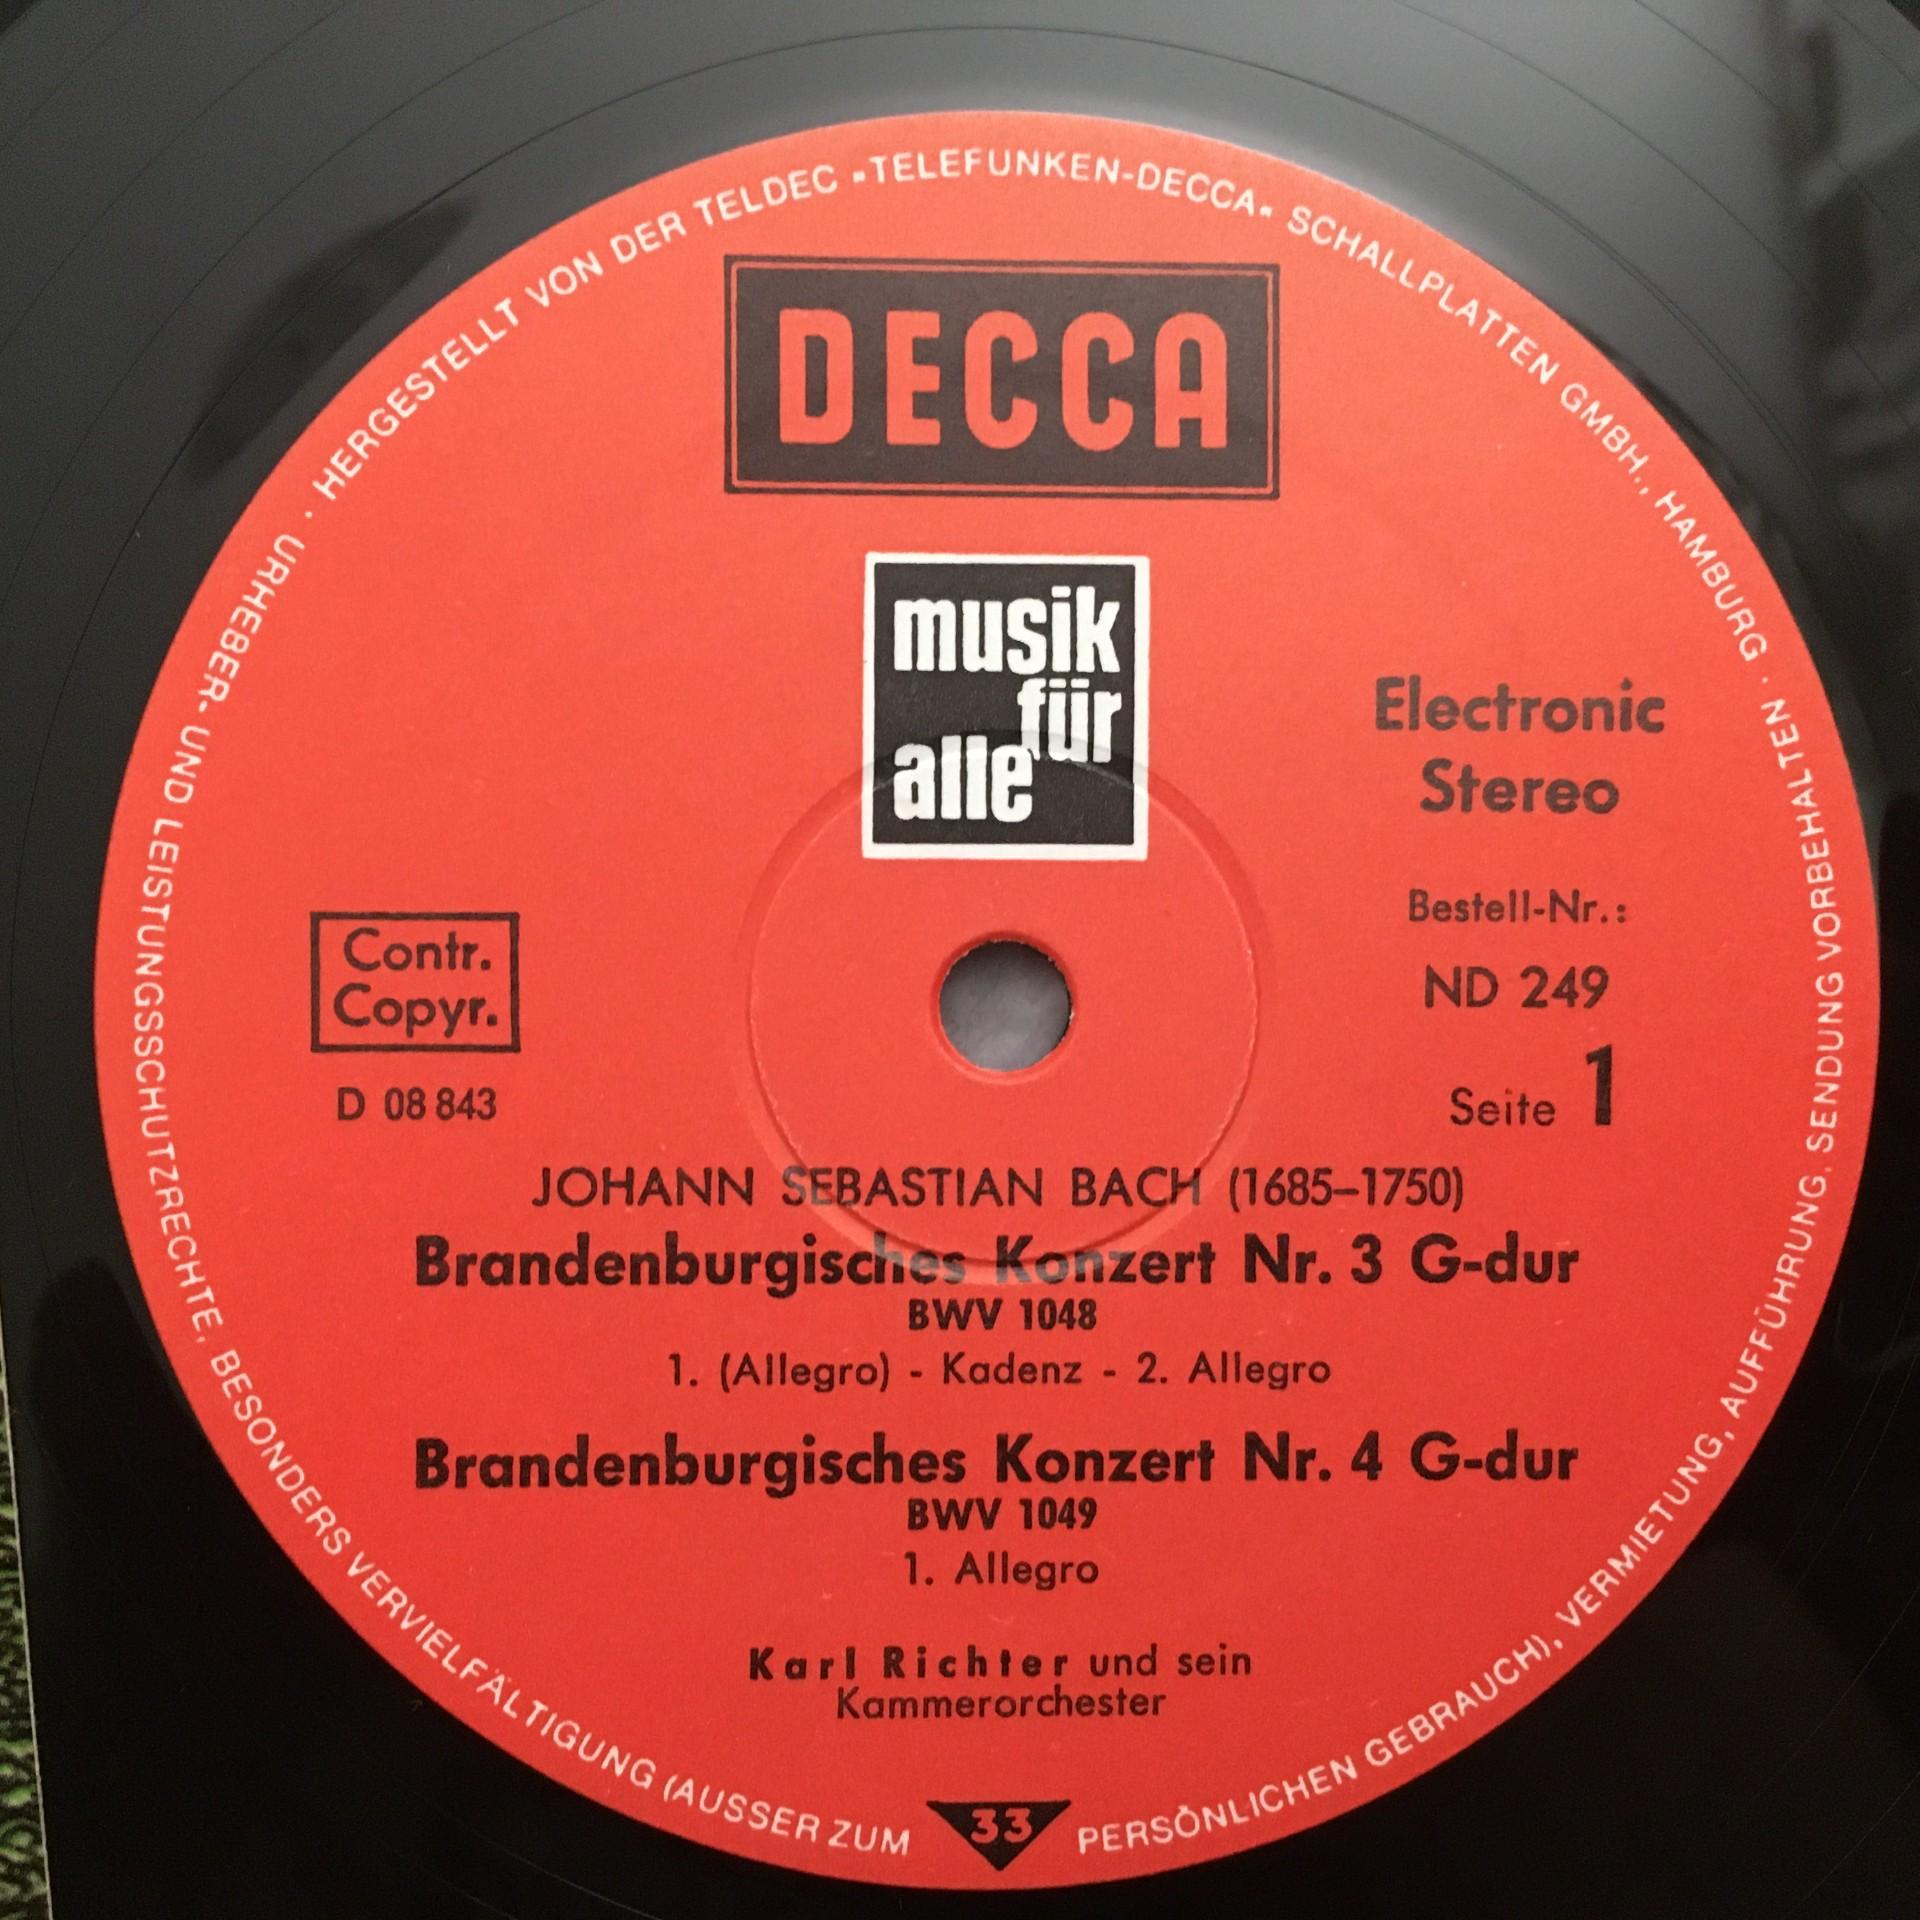 HERGESTELLT VON DER TELDEC »TELEFUNKEN-DECCA« SCHALLPLATTEN GMBH., HAMBURG ·
DECCA
musik
für
alle
Electronic
Stereo
Bestell-Nr.:
ND 249
Seite 1
Contr.
Copyr.
D 08 843
JOHANN SEBASTIAN BACH (1685–1750)
Brandenburgisches Konzert Nr. 3 G-dur
BWV 1048
1. (Allegro) - Kadenz - 2. Allegro
Brandenburgisches Konzert Nr. 4 G-dur
BWV 1049
1. Allegro
Karl Richter und sein
Kammerorchester
33
URHEBER- UND LEISTUNGSSCHUTZRECHTE, BESONDERS VERVIELFÄLTIGUNG (AUSSER ZUM PERSÖNLICHEN GEBRAUCH), VERMIETUNG, AUFFÜHRUNG, SENDUNG VORBEHALTEN ·